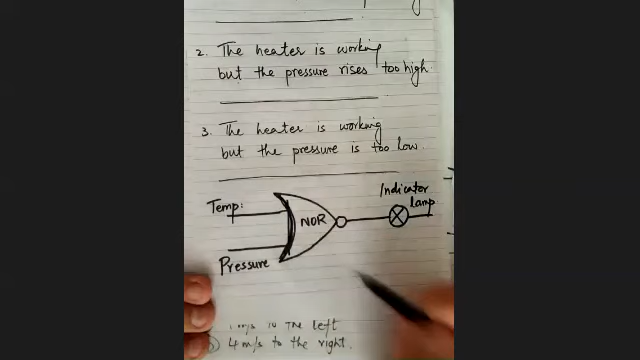 2. The heater is working
but the pressure rises too high.
3. The heater is working
but the pressure is too low.
Indicator
lamp
Temp:
NOR
Pressure
m/s to the left
4 m/s to the right.